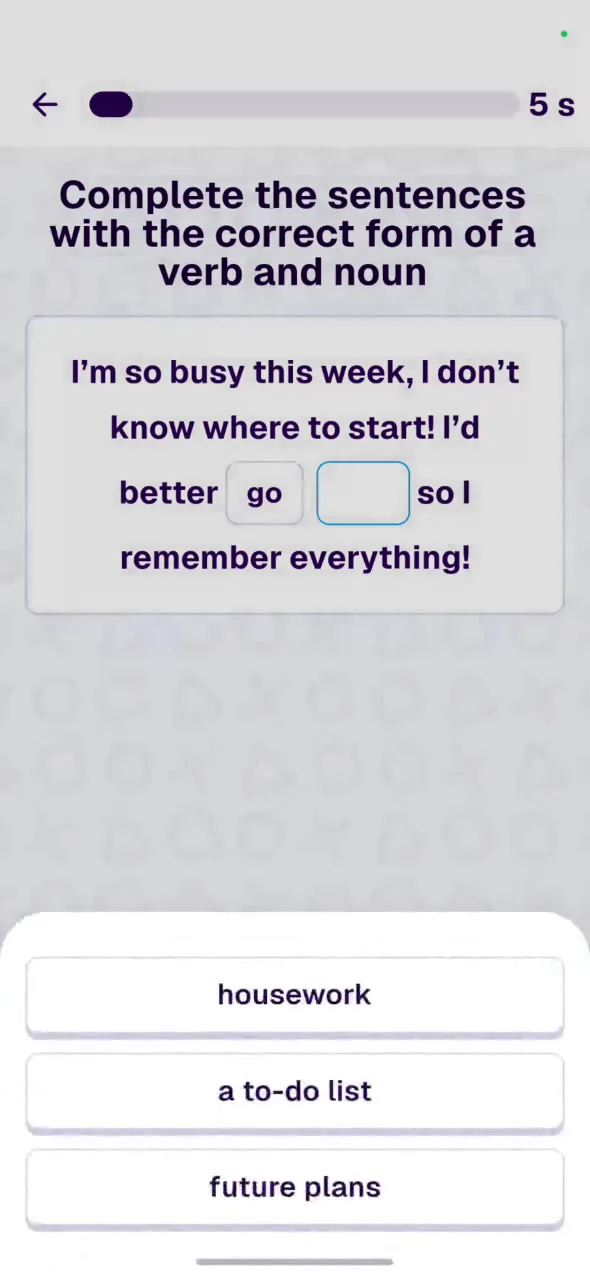 5 s
Complete the sentences
with the correct form of a
verb and noun
I'm so busy this week, I don't
know where to start! I'd
better go so I
remember everything!
housework
a to-do list
future plans